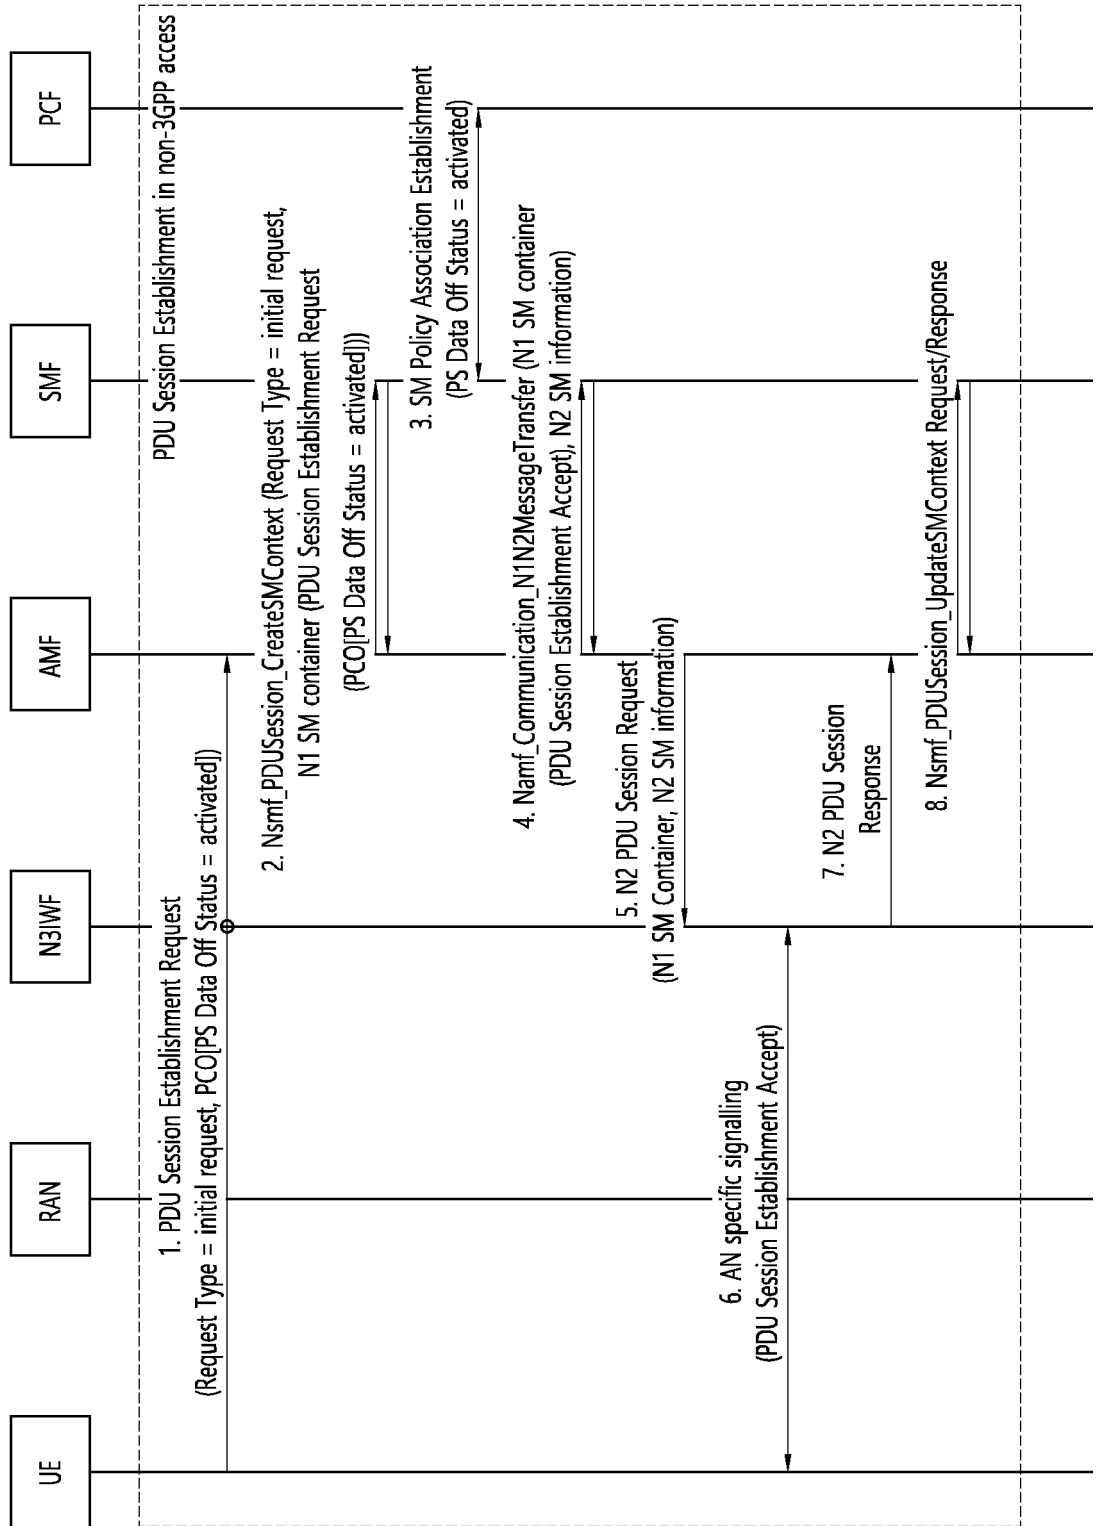 UE
RAN
N3IWF
AMF
SMF
PCF
PDU Session Establishment in non-3GPP access
1. PDU Session Establishment Request
(Request Type = initial request, PCO[PS Data Off Status = activated])
2. Nsmf_PDUSession_CreateSMContext (Request Type = initial request,
N1 SM container (PDU Session Establishment Request
(PCO[PS Data Off Status = activated]))
3. SM Policy Association Establishment
(PS Data Off Status = activated)
4. Namf_Communication_N1N2MessageTransfer (N1 SM container
(PDU Session Establishment Accept), N2 SM information)
5. N2 PDU Session Request
(N1 SM Container, N2 SM information)
6. AN specific signalling
(PDU Session Establishment Accept)
7. N2 PDU Session
Response
8. Nsmf_PDUSession_UpdateSMContext Request/Response